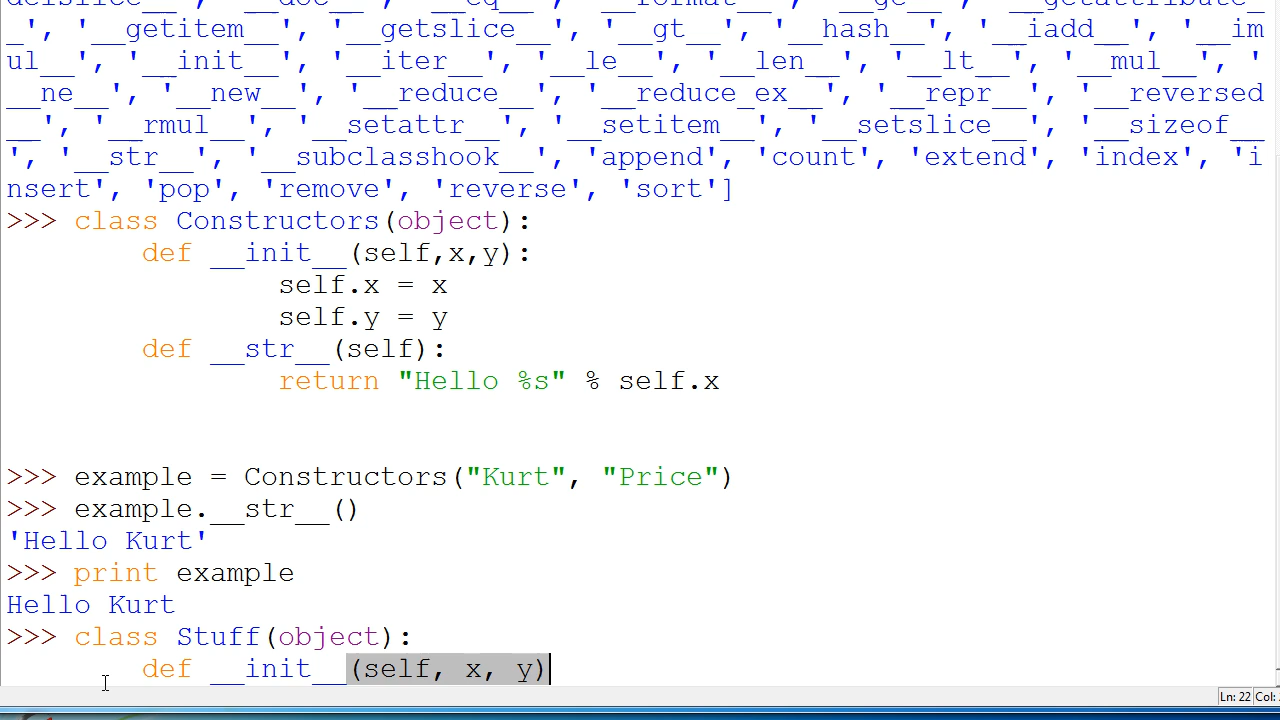 '__getitem__', '__getslice__', '__gt__', '__hash__', '__iadd__', '__im
ul__', '__init__', '__iter__', '__le__', '__len__', '__lt__', '__mul__', '
__ne__', '__new__', '__reduce__', '__reduce_ex__', '__repr__', '__reversed
__', '__rmul__', '__setattr__', '__setitem__', '__setslice__', '__sizeof__
', '__str__', '__subclasshook__', 'append', 'count', 'extend', 'index', 'i
nsert', 'pop', 'remove', 'reverse', 'sort']
>>> class Constructors(object):
def __init__(self,x,y):
self.x = x
self.y = y
def __str__(self):
return "Hello %s" % self.x
>>> example = Constructors("Kurt", "Price")
>>> example.__str__()
'Hello Kurt'
>>> print example
Hello Kurt
>>> class Stuff(object):
def __init__(self, x, y)
Ln: 22 Col: